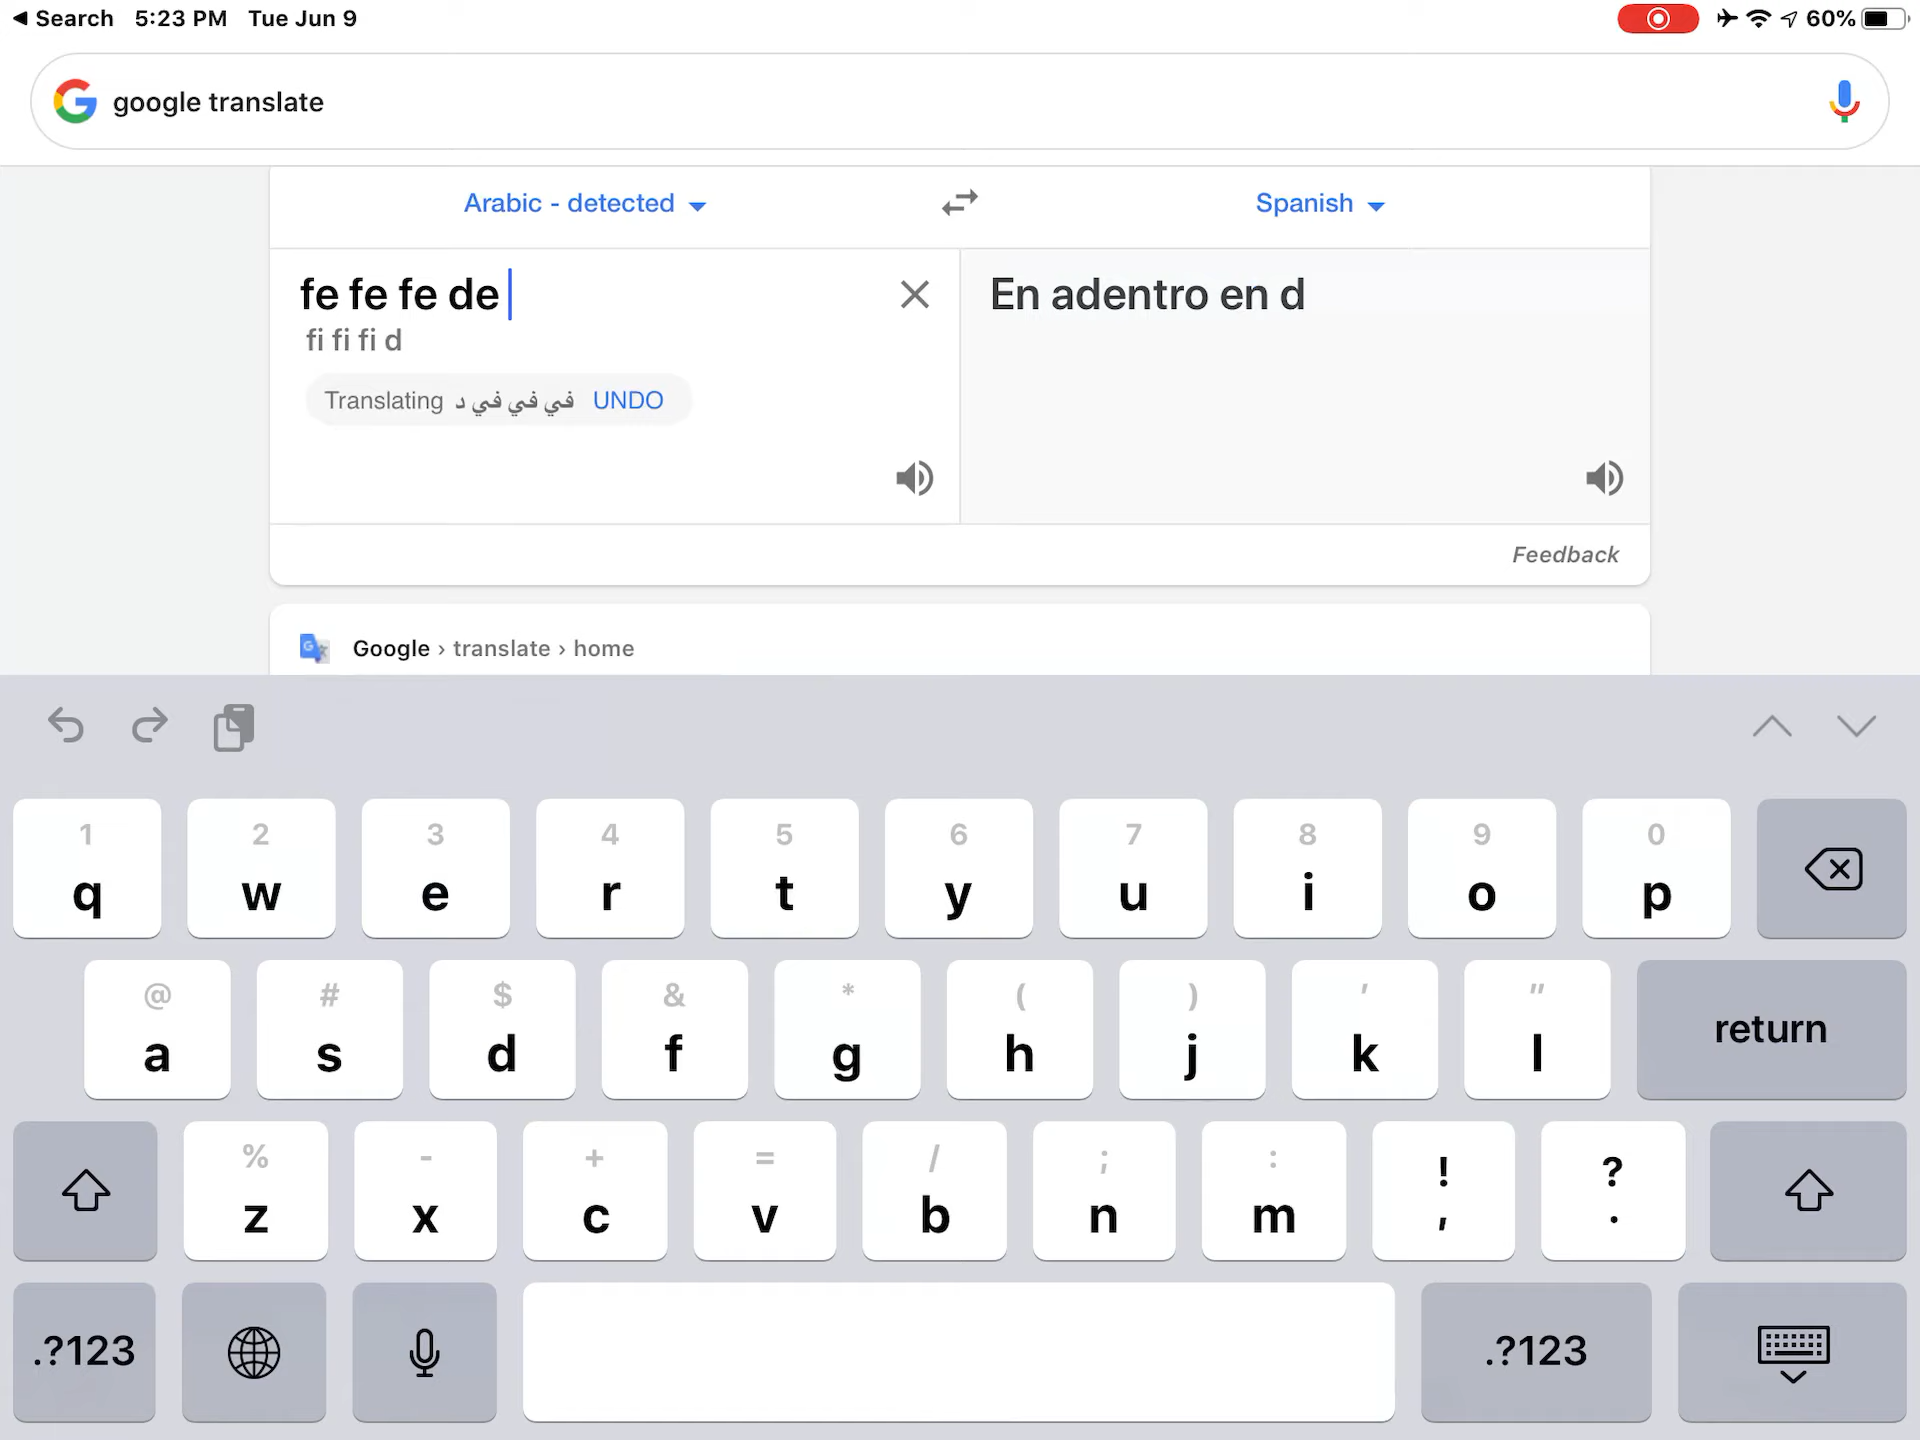 Search 5:23 PM Tue Jun 9 60%
google translate
Arabic - detected Spanish
fe fe fe de En adentro en d
fi fi fi d
Translating في في في د UNDO
Feedback
Google › translate › home
1 2 3 4 5 6 7 8 9 0
q w e r t y u i o p
@ # $ & * ( ) ' "
a s d f g h j k l return
% - + = / ; : ! ?
z x c v b n m , .
.?123 .?123